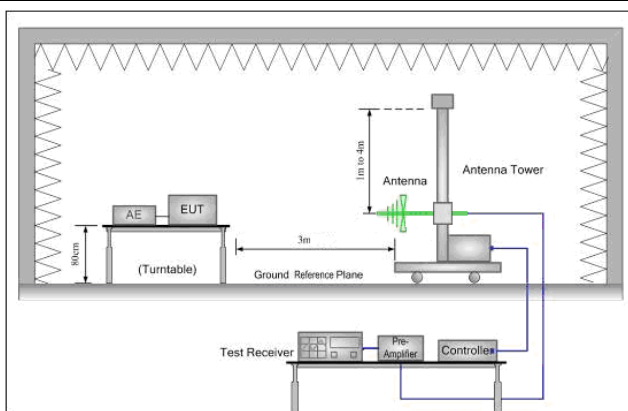 1m to 4m
Antenna
Antenna Tower
AE
EUT
80cm
(Turntable)
3m
Ground Reference Plane
Test Receiver
Pre-
Amplifier
Controller